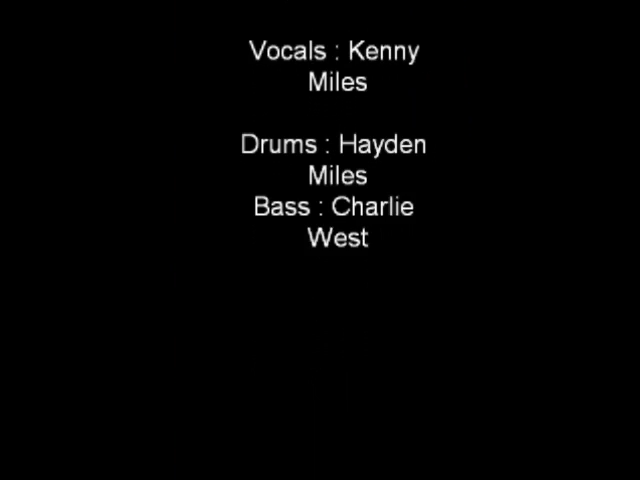 Vocals : Kenny
Miles
Drums : Hayden
Miles
Bass : Charlie
West